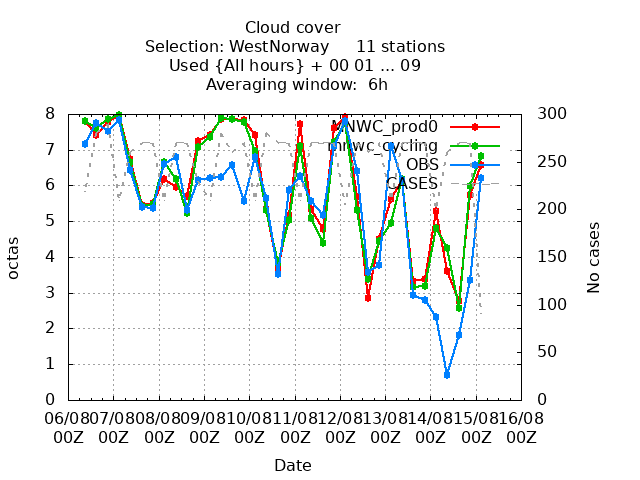 Cloud cover
Selection: WestNorway 11 stations
Used {All hours} + 00 01 ... 09
Averaging window: 6h
octas
No cases
8
7
6
5
4
3
2
1
0
300
250
200
150
100
50
0
MNWC_prod0
mnwc_cycling
OBS
CASES
06/08 07/08 08/08 09/08 10/08 11/08 12/08 13/08 14/08 15/08 16/08
00Z 00Z 00Z 00Z 00Z 00Z 00Z 00Z 00Z 00Z 00Z
Date